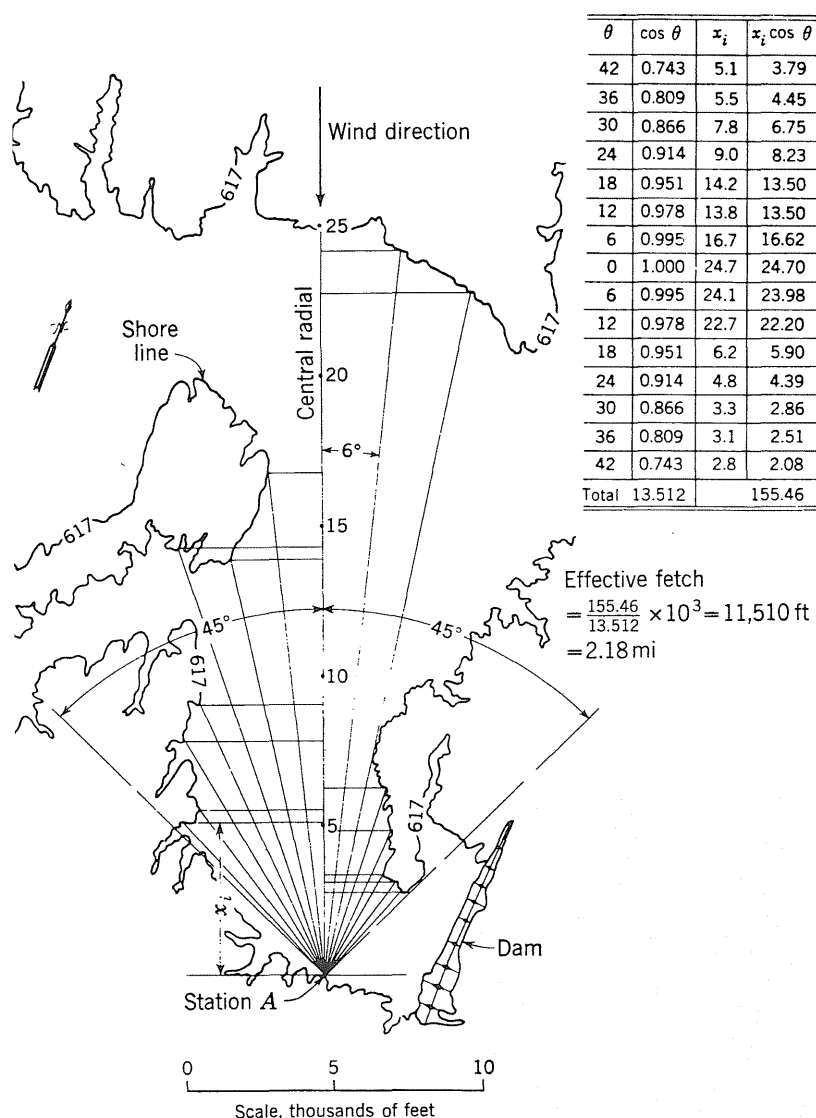 θ cos θ x_i x_i cos θ
42 0.743 5.1 3.79
36 0.809 5.5 4.45
30 0.866 7.8 6.75
24 0.914 9.0 8.23
18 0.951 14.2 13.50
12 0.978 13.8 13.50
6 0.995 16.7 16.62
0 1.000 24.7 24.70
6 0.995 24.1 23.98
12 0.978 22.7 22.20
18 0.951 6.2 5.90
24 0.914 4.8 4.39
30 0.866 3.3 2.86
36 0.809 3.1 2.51
42 0.743 2.8 2.08
Total 13.512 155.46
Wind direction
617
25
617
Shore
line
Central radial
20
6°
617
15
Effective fetch
= 155.46/13.512 × 10³ = 11,510 ft
= 2.18 mi
45°
45°
617
10
5
617
x_i
Dam
Station A
0 5 10
Scale, thousands of feet